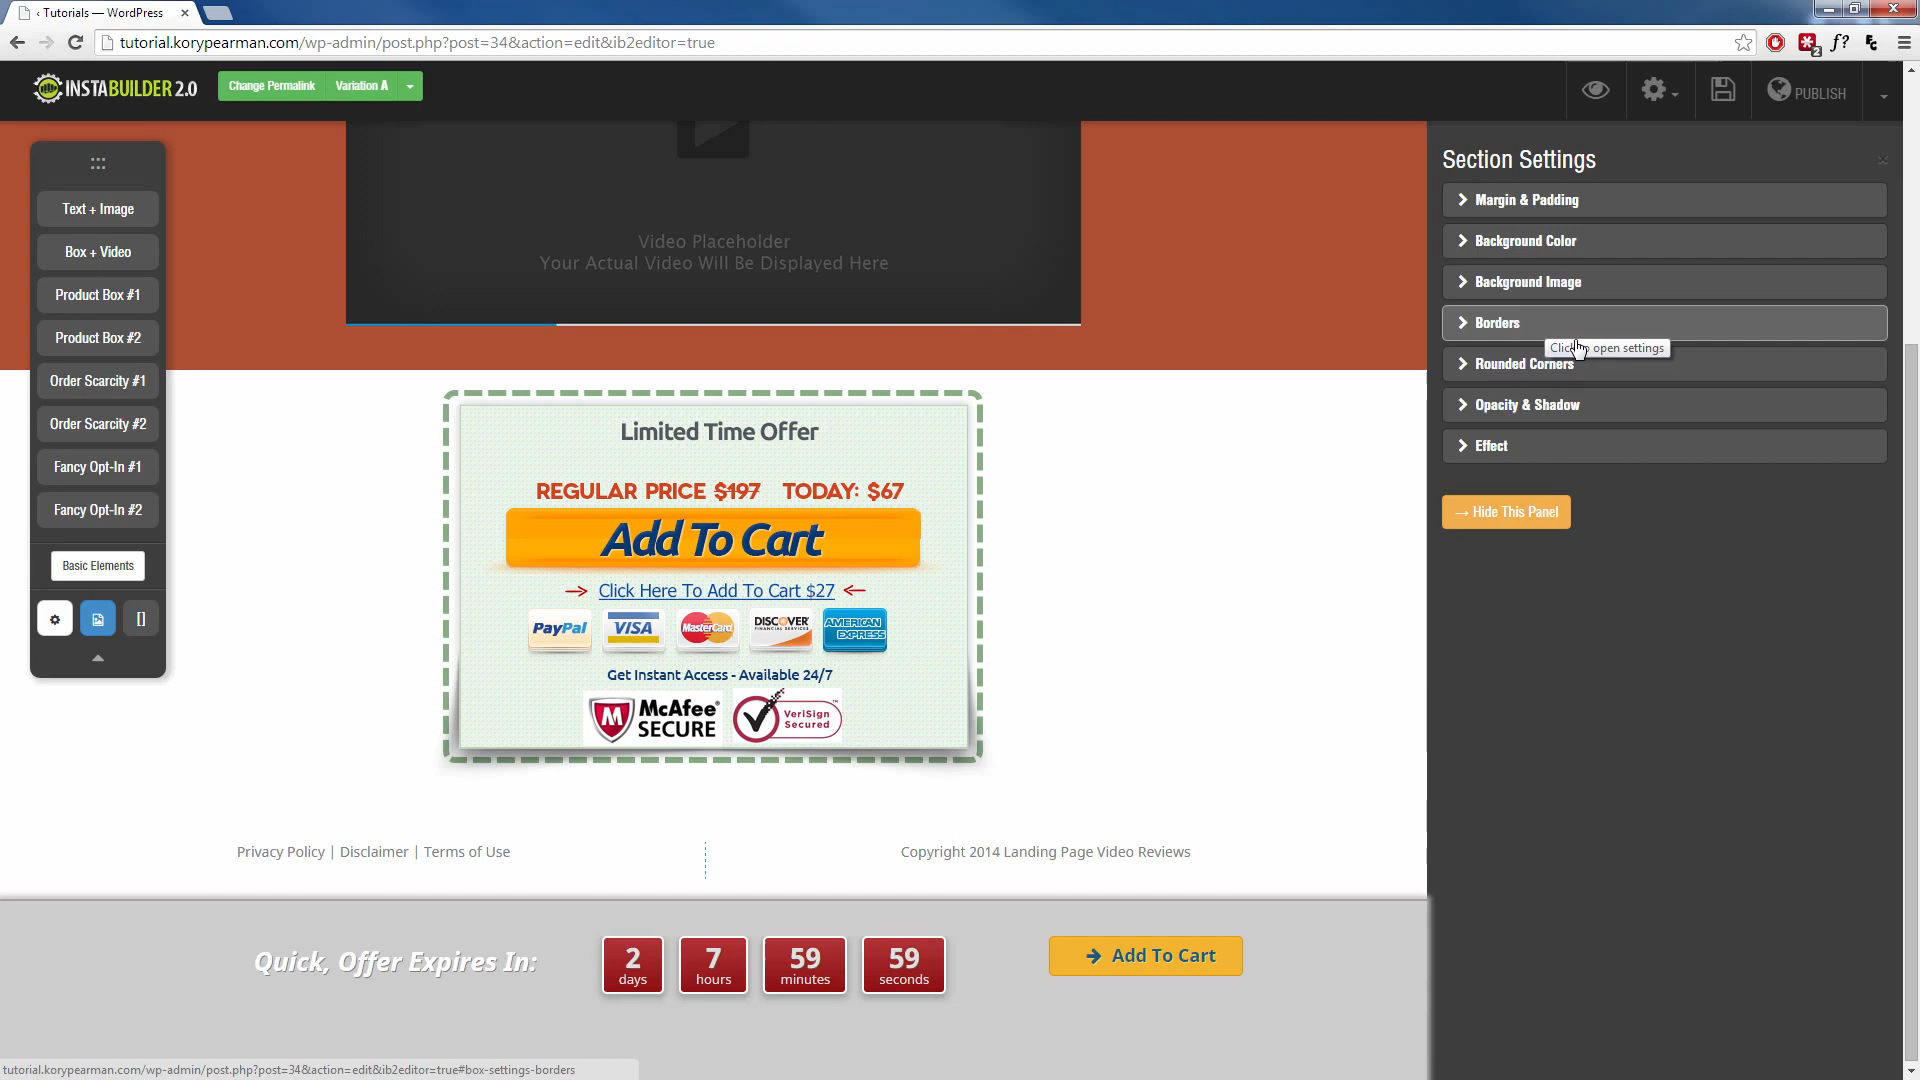 ‹ Tutorials — WordPress
tutorial.korypearman.com/wp-admin/post.php?post=34&action=edit&ib2editor=true
f?
2
INSTABUILDER 2.0
Change Permalink
Variation A
PUBLISH
Text + Image
Box + Video
Product Box #1
Product Box #2
Order Scarcity #1
Order Scarcity #2
Fancy Opt-In #1
Fancy Opt-In #2
Basic Elements
[]
Video Placeholder
Your Actual Video Will Be Displayed Here
Limited Time Offer
REGULAR PRICE $197 TODAY: $67
Add To Cart
Click Here To Add To Cart $27
PayPal
VISA
MasterCard
DISCOVER
FINANCIAL SERVICES
AMERICAN
EXPRESS
Get Instant Access - Available 24/7
McAfee
SECURE
VeriSign
Secured
Privacy Policy | Disclaimer | Terms of Use
Copyright 2014 Landing Page Video Reviews
Quick, Offer Expires In:
2
days
7
hours
59
minutes
59
seconds
Add To Cart
Section Settings
Margin & Padding
Background Color
Background Image
Borders
Click to open settings
Rounded Corners
Opacity & Shadow
Effect
→ Hide This Panel
tutorial.korypearman.com/wp-admin/post.php?post=34&action=edit&ib2editor=true#box-settings-borders